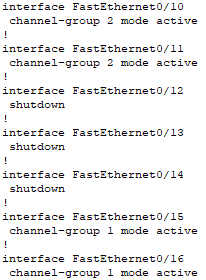 interface FastEthernet0/10
 channel-group 2 mode active
!
interface FastEthernet0/11
 channel-group 2 mode active
!
interface FastEthernet0/12
 shutdown
!
interface FastEthernet0/13
 shutdown
!
interface FastEthernet0/14
 shutdown
!
interface FastEthernet0/15
 channel-group 1 mode active
!
interface FastEthernet0/16
 channel-group 1 mode active